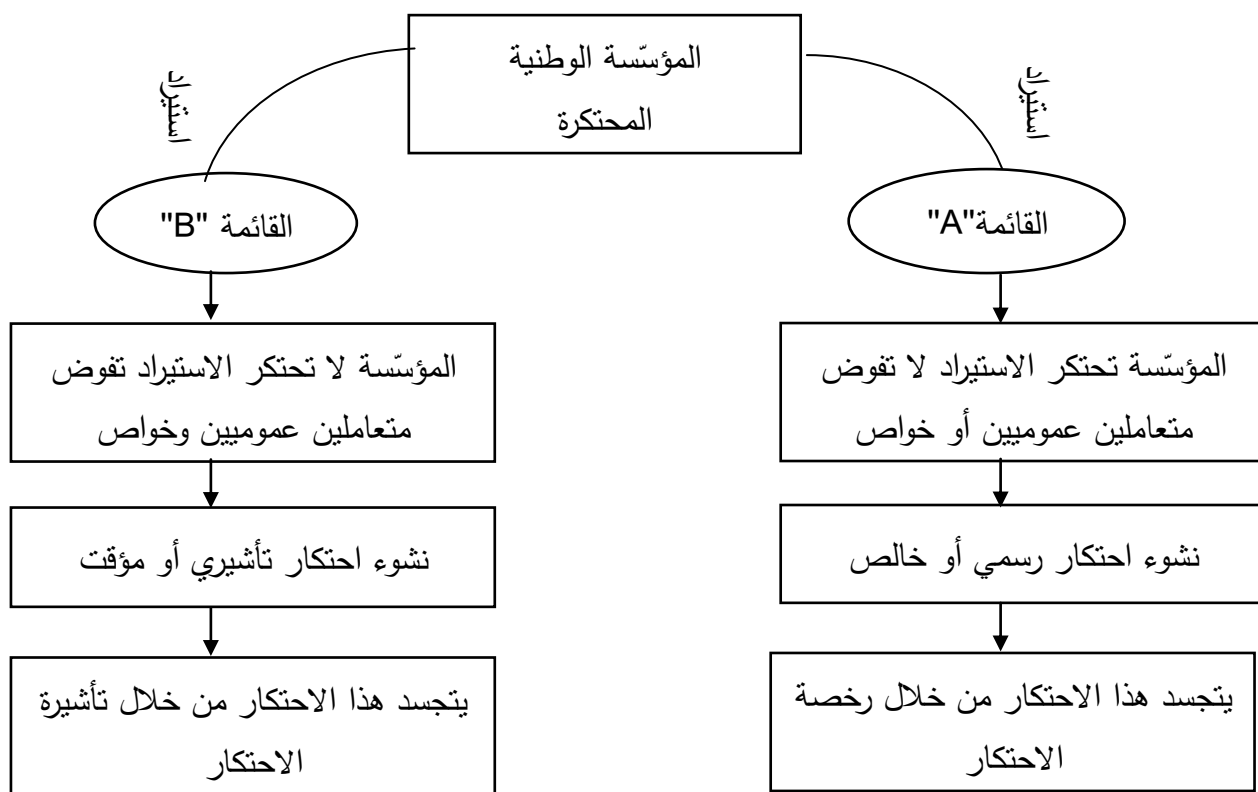 المؤسّسة الوطنية
المحتكرة
استيراد
استيراد
القائمة"A"
القائمة "B"
المؤسّسة تحتكر الاستيراد لا تفوض
متعاملين عموميين أو خواص
المؤسّسة لا تحتكر الاستيراد تفوض
متعاملين عموميين وخواص
نشوء احتكار رسمي أو خالص
نشوء احتكار تأشيري أو مؤقت
يتجسد هذا الاحتكار من خلال رخصة
الاحتكار
يتجسد هذا الاحتكار من خلال تأشيرة
الاحتكار